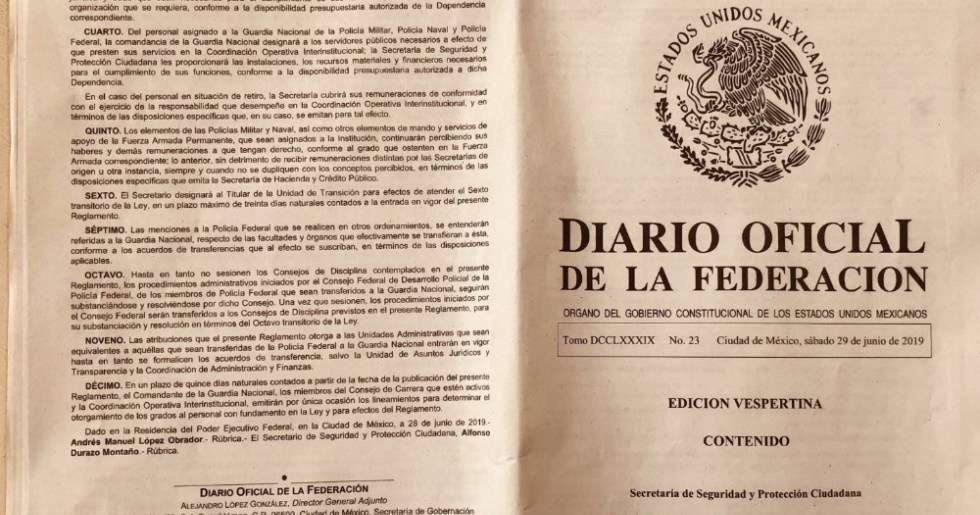 organización que se requiera, conforme a la disponibilidad presupuestaria autorizada de la Dependencia
correspondiente.
CUARTO. Del personal asignado a la Guardia Nacional de la Policía Militar, Policía Naval y Policía
Federal, la comandancia de la Guardia Nacional designará a los servidores públicos necesarios a efecto de
que presten sus servicios en la Coordinación Operativa Interinstitucional; la Secretaría de Seguridad y
Protección Ciudadana les proporcionará las instalaciones, los recursos materiales y financieros necesarios
para el cumplimiento de sus funciones, conforme a la disponibilidad presupuestaria autorizada a dicha
Dependencia.
En el caso del personal en situación de retiro, la Secretaría cubrirá sus remuneraciones de conformidad
con el ejercicio de la responsabilidad que desempeñe en la Coordinación Operativa Interinstitucional, y en
términos de las disposiciones específicas que, en su caso, se emitan para tal efecto.
QUINTO. Los elementos de las Policías Militar y Naval, así como otros elementos de mando y servicios de
apoyo de la Fuerza Armada Permanente, que sean asignados a la Institución, continuarán percibiendo sus
haberes y demás remuneraciones a que tengan derecho, conforme al grado que ostenten en la Fuerza
Armada correspondiente; lo anterior, sin detrimento de recibir remuneraciones distintas por las Secretarías de
origen u otra instancia, siempre y cuando no se dupliquen con los conceptos percibidos, en términos de las
disposiciones específicas que emita la Secretaría de Hacienda y Crédito Público.
SEXTO. El Secretario designará al Titular de la Unidad de Transición para efectos de atender el Sexto
transitorio de la Ley, en un plazo máximo de treinta días naturales contados a la entrada en vigor del presente
Reglamento.
SÉPTIMO. Las menciones a la Policía Federal que se realicen en otros ordenamientos, se entenderán
referidas a la Guardia Nacional, respecto de las facultades y órganos que efectivamente se transfieran a ésta,
conforme a los acuerdos de transferencias que al efecto se suscriban, en términos de las disposiciones
aplicables.
OCTAVO. Hasta en tanto no sesionen los Consejos de Disciplina contemplados en el presente
Reglamento, los procedimientos administrativos iniciados por el Consejo Federal de Desarrollo Policial de la
Policía Federal, de los miembros de Policía Federal que sean transferidos a la Guardia Nacional, seguirán
substanciándose y resolviéndose por dicho Consejo. Una vez que sesionen, los procedimientos iniciados por
el Consejo Federal serán transferidos a los Consejos de Disciplina previstos en el presente Reglamento, para
su substanciación y resolución en términos del Octavo transitorio de la Ley.
NOVENO. Las atribuciones que el presente Reglamento otorga a las Unidades Administrativas que sean
equivalentes a aquéllas que sean transferidas de la Policía Federal a la Guardia Nacional entrarán en vigor
hasta en tanto se formalicen los acuerdos de transferencia, salvo la Unidad de Asuntos Jurídicos y
Transparencia y la Coordinación de Administración y Finanzas.
DÉCIMO. En un plazo de quince días naturales contados a partir de la fecha de la publicación del presente
Reglamento, el Comandante de la Guardia Nacional, los miembros del Consejo de Carrera que estén activos
y la Coordinación Operativa Interinstitucional, emitirán por única ocasión los lineamientos para determinar el
otorgamiento de los grados al personal con fundamento en la Ley y para efectos del Reglamento.
Dado en la Residencia del Poder Ejecutivo Federal, en la Ciudad de México, a 28 de junio de 2019.-
Andrés Manuel López Obrador.- Rúbrica.- El Secretario de Seguridad y Protección Ciudadana, Alfonso
Durazo Montaño.- Rúbrica.
DIARIO OFICIAL DE LA FEDERACIÓN
ALEJANDRO LÓPEZ GONZÁLEZ, Director General Adjunto
06500, Ciudad de México, Secretaría de Gobernación
ESTADOS UNIDOS MEXICANOS
DIARIO OFICIAL
DE LA FEDERACION
ORGANO DEL GOBIERNO CONSTITUCIONAL DE LOS ESTADOS UNIDOS MEXICANOS
Tomo DCCLXXXIX No. 23 Ciudad de México, sábado 29 de junio de 2019
EDICION VESPERTINA
CONTENIDO
Secretaría de Seguridad y Protección Ciudadana